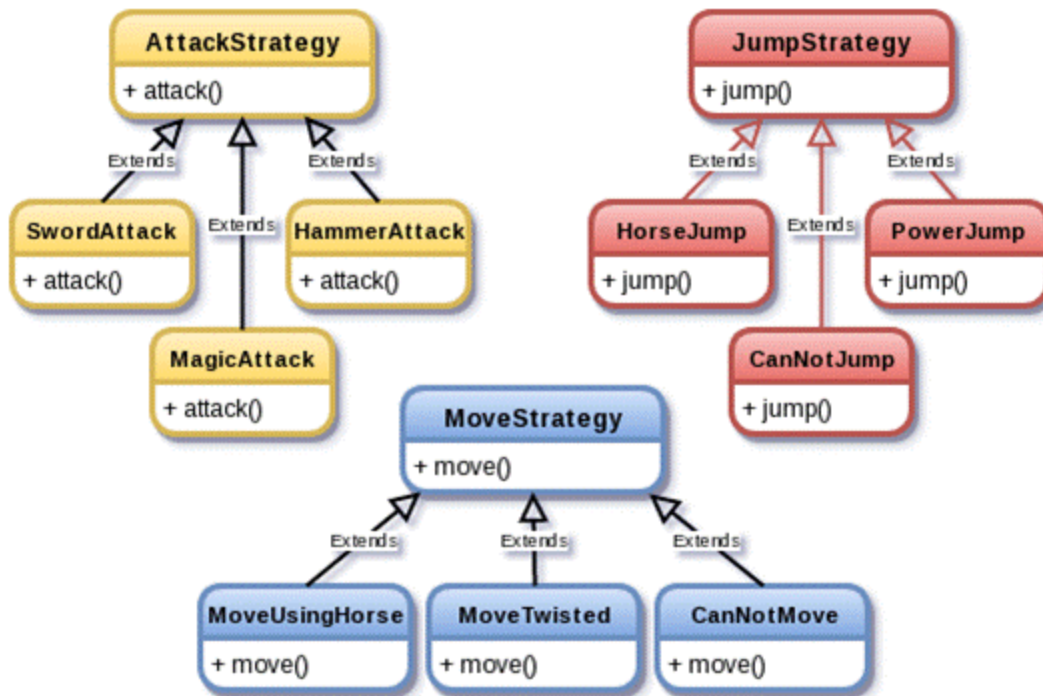 AttackStrategy
+ attack()
JumpStrategy
+ jump()
Extends
Extends
Extends
Extends
Extends
Extends
SwordAttack
+ attack()
HammerAttack
+ attack()
HorseJump
+ jump()
PowerJump
+ jump()
MagicAttack
+ attack()
CanNotJump
+ jump()
MoveStrategy
+ move()
Extends
Extends
Extends
MoveUsingHorse
+ move()
MoveTwisted
+ move()
CanNotMove
+ move()